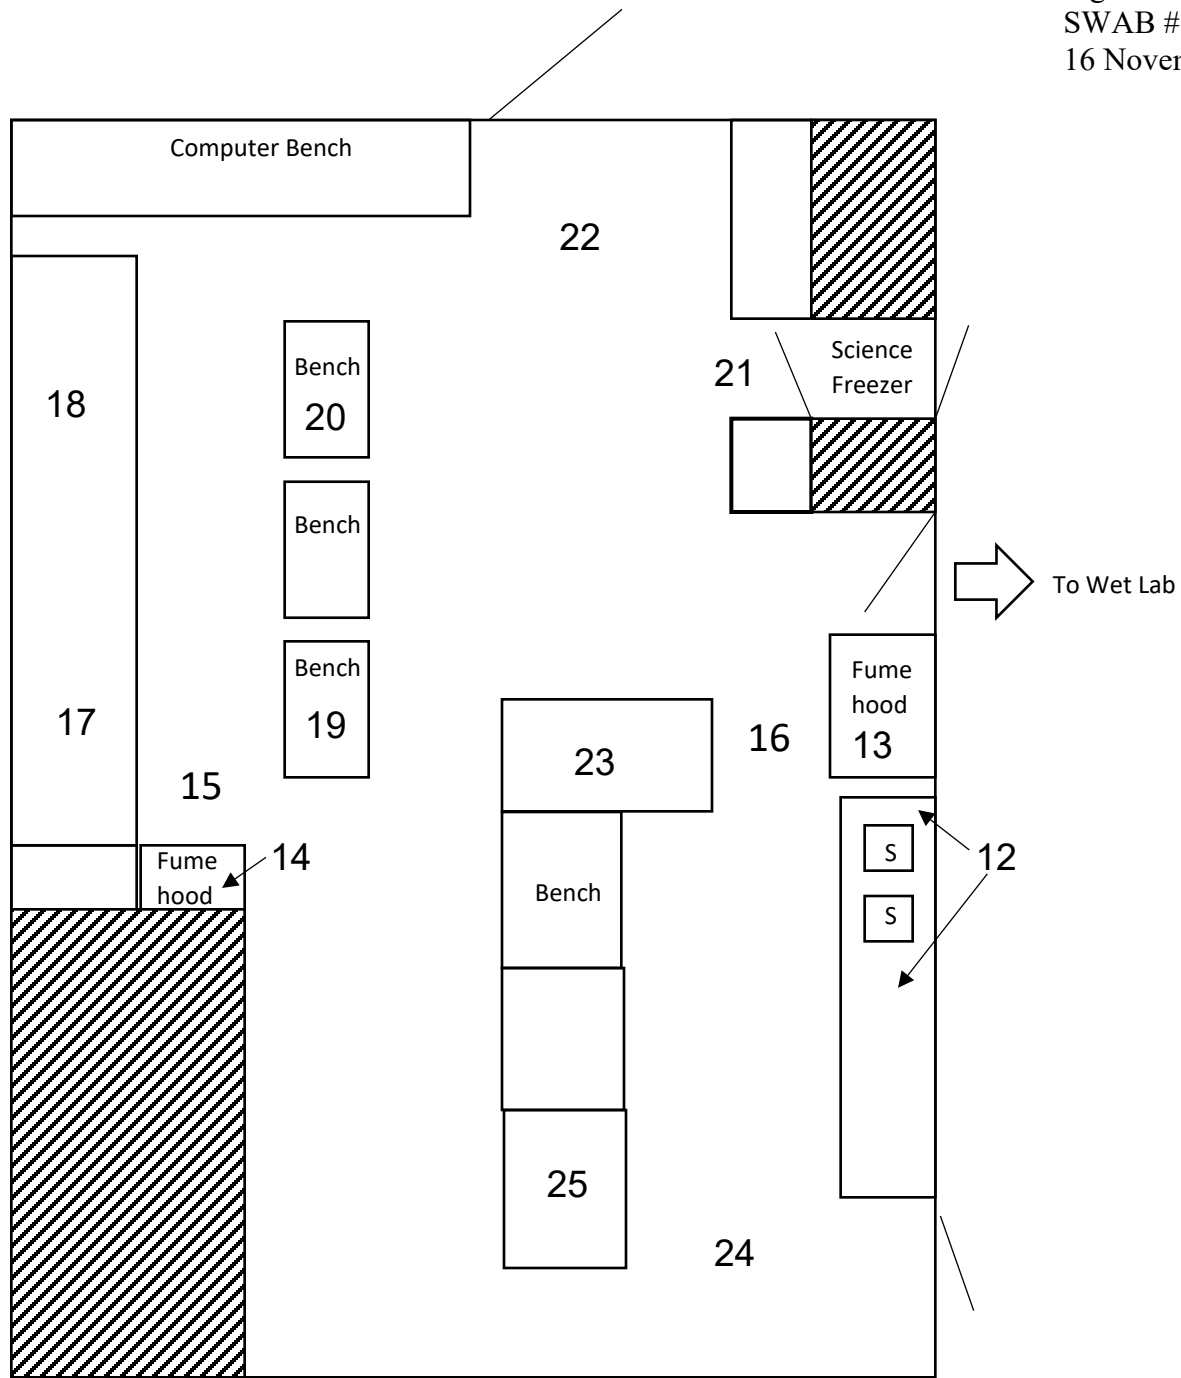 SWAB #
16
Computer Bench
22
18
Bench
20
21
Science
Freezer
Bench
To Wet Lab
Bench
19
17
23
16
Fume
hood
13
15
Fume
hood
14
Bench
S
S
12
25
24